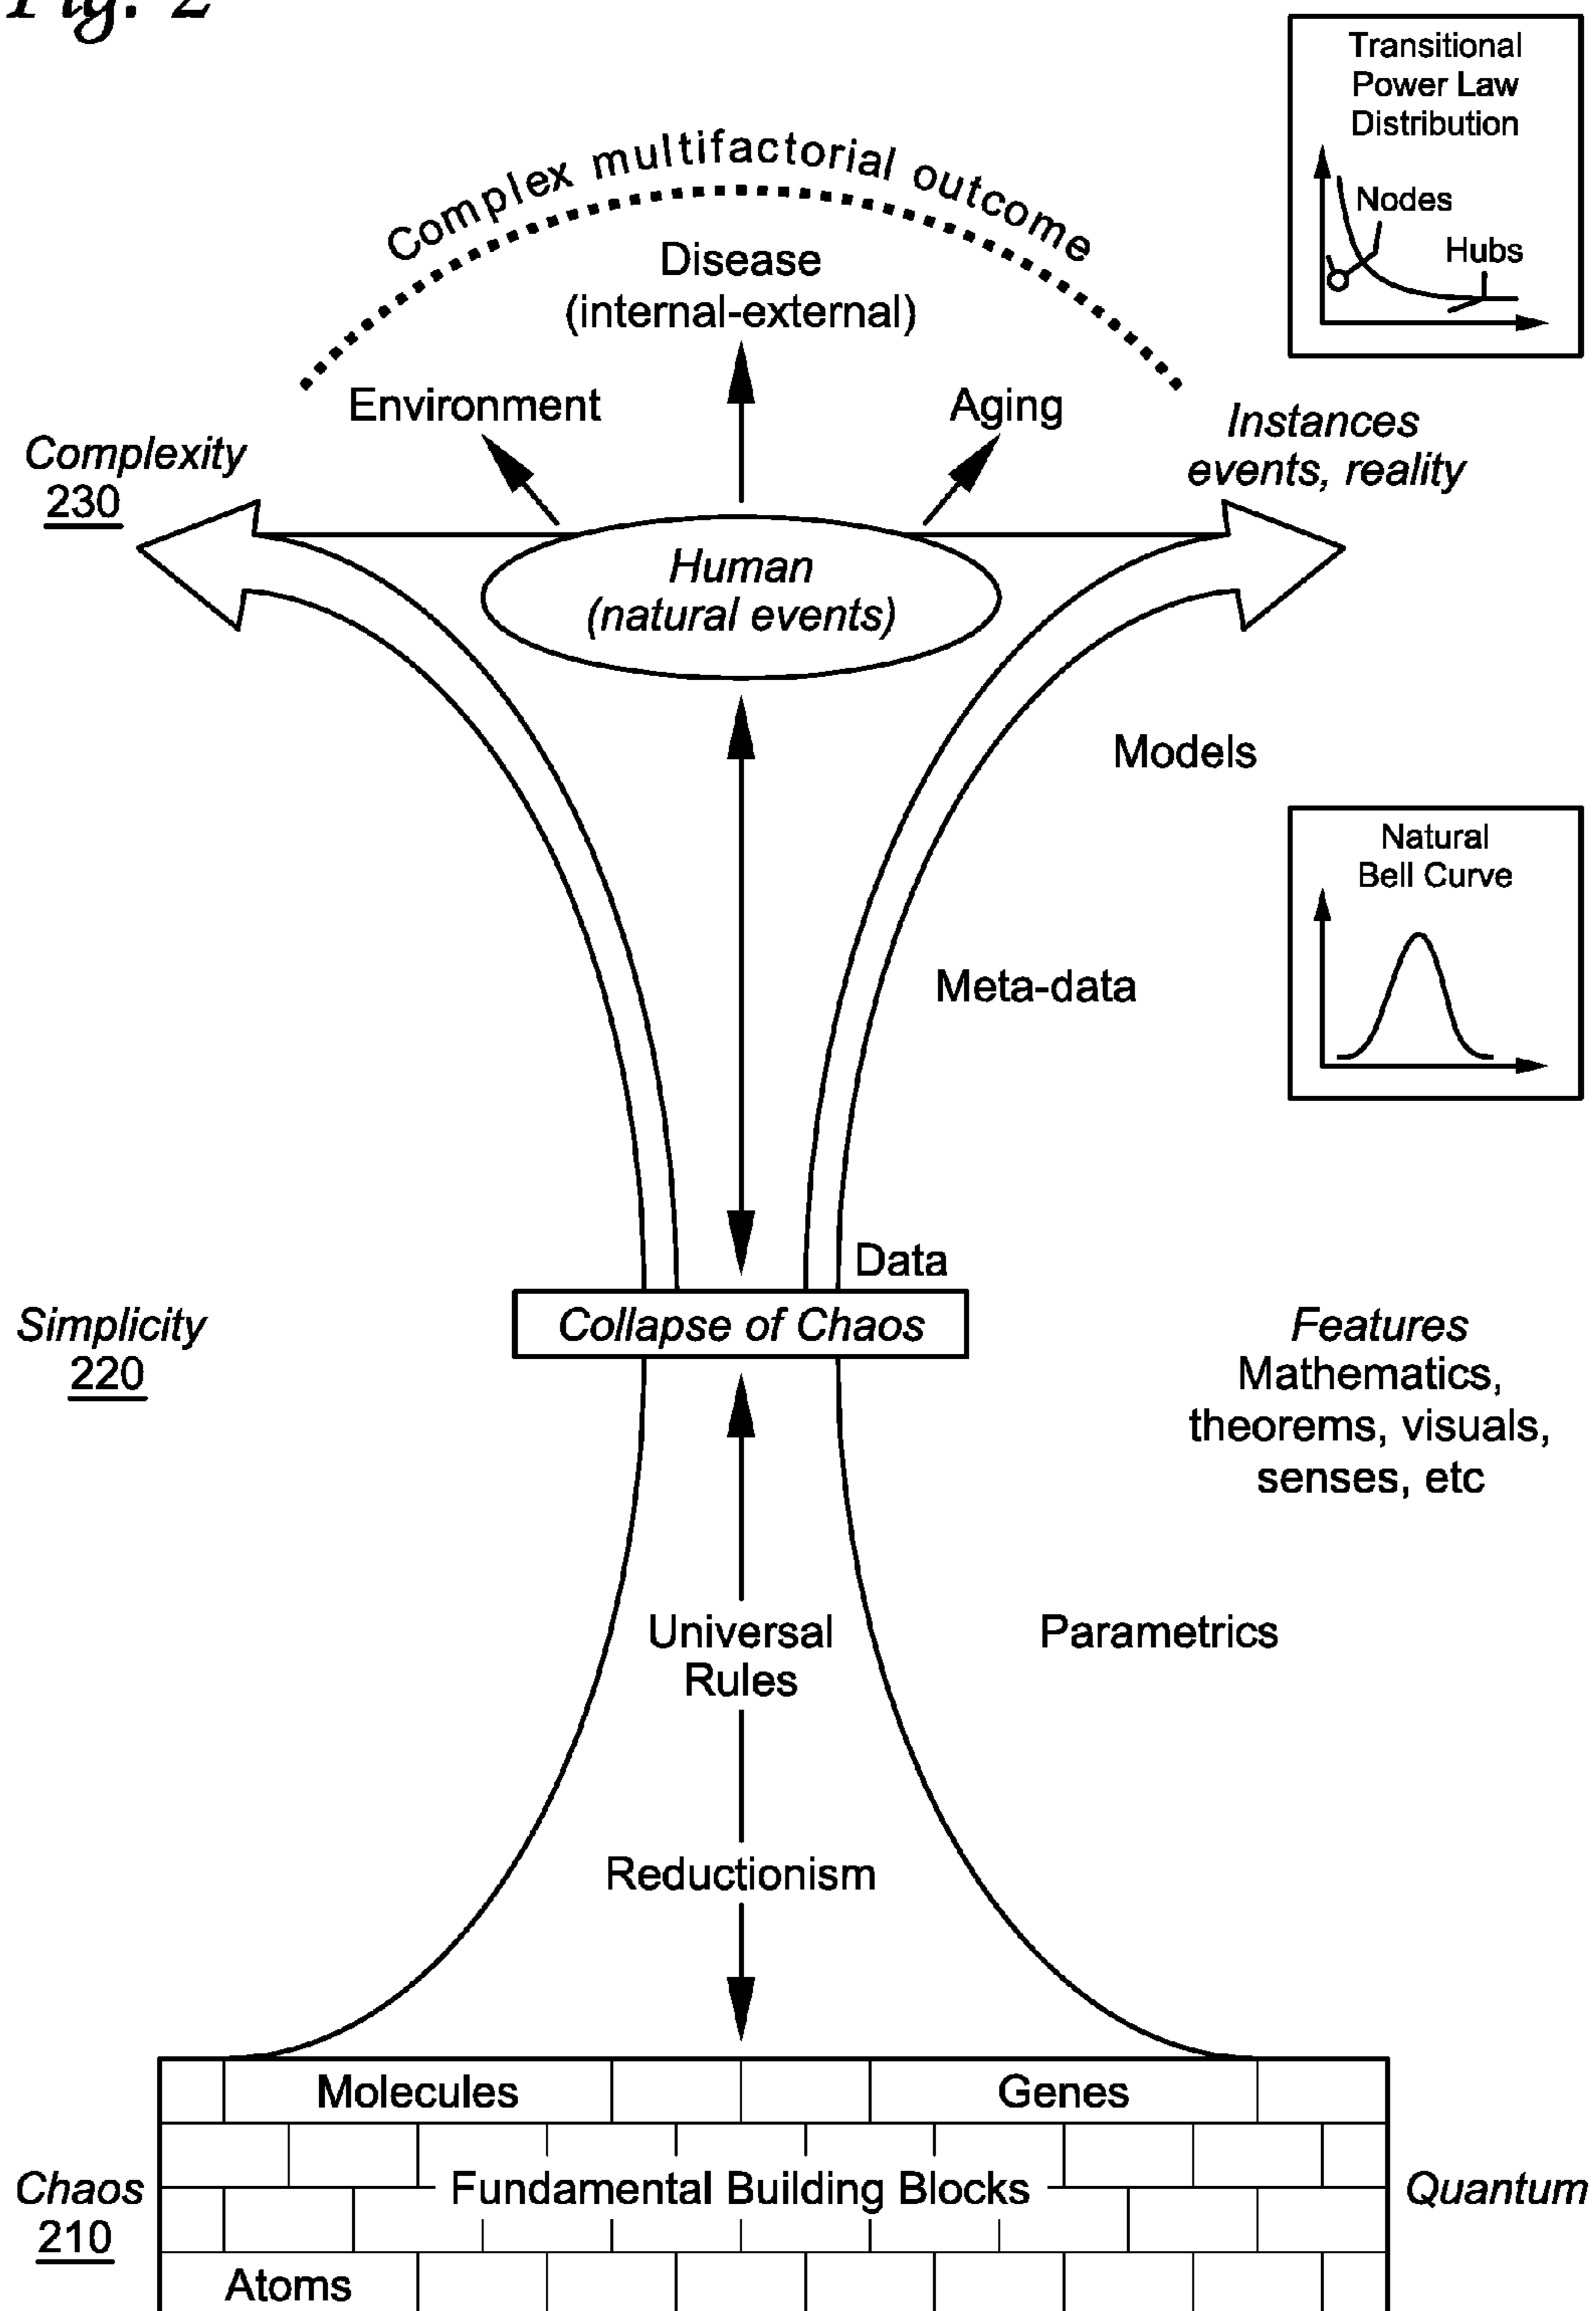 Fig. 2
Transitional
Power Law
Distribution
Nodes
Hubs
Complex multifactorial outcome
Disease
(internal-external)
Environment
Aging
Complexity
230
Instances
events, reality
Human
(natural events)
Models
Natural
Bell Curve
Meta-data
Data
Simplicity
220
Collapse of Chaos
Features
Mathematics,
theorems, visuals,
senses, etc
Universal
Rules
Parametrics
Reductionism
Molecules
Genes
Chaos
210
Fundamental Building Blocks
Quantum
Atoms